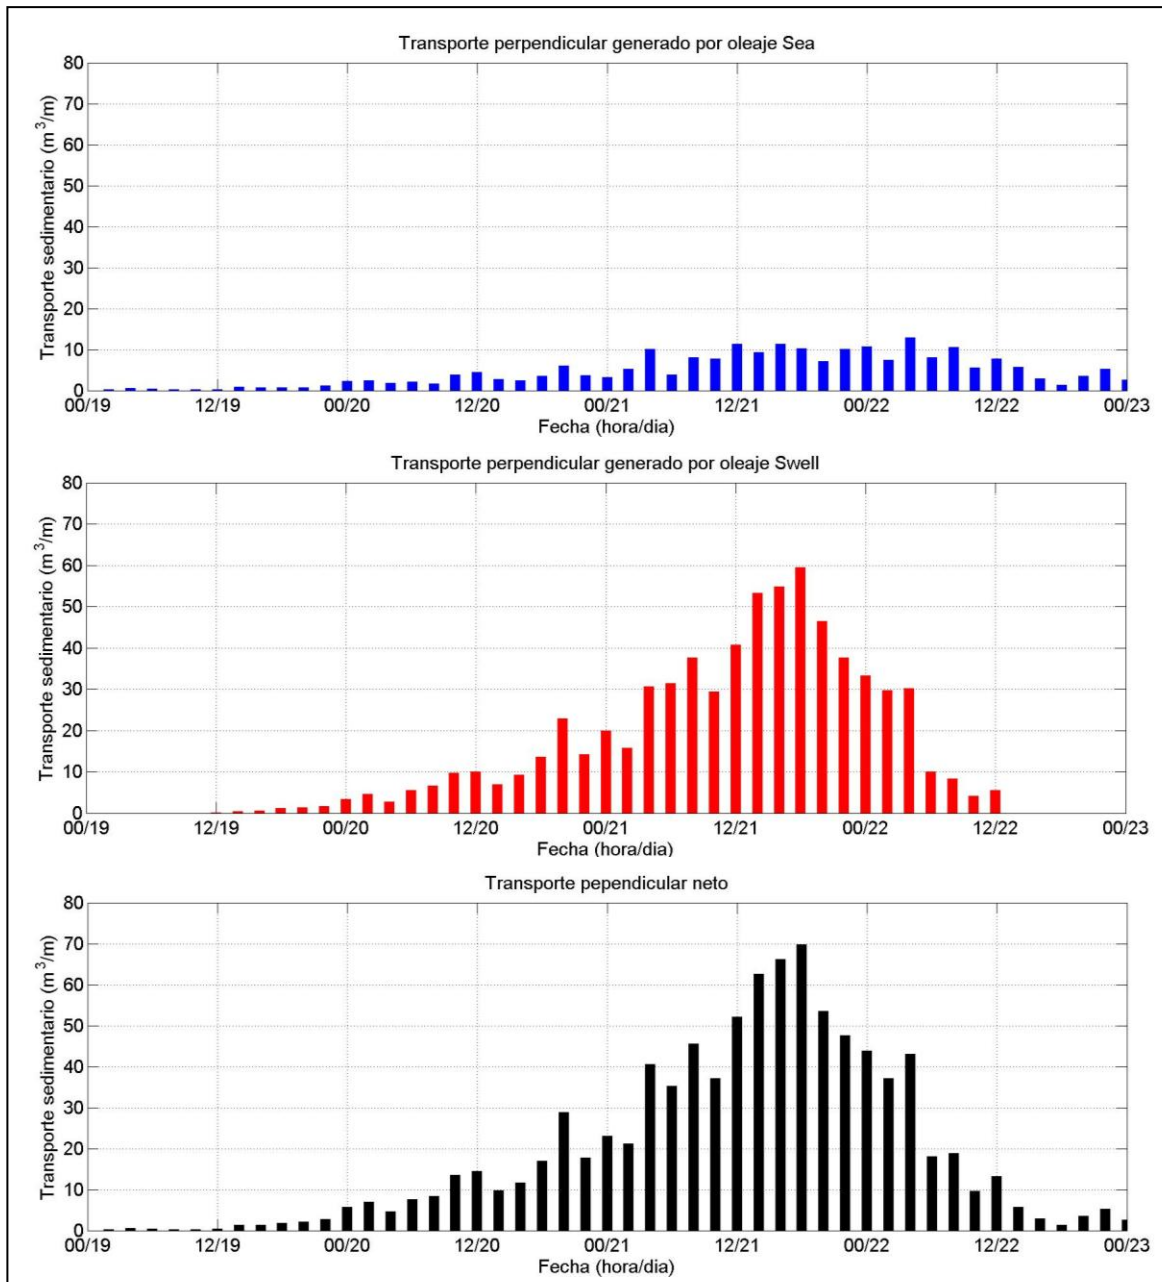 Transporte perpendicular generado por oleaje Sea
80
70
60
50
40
30
20
10
0
Transporte sedimentario (m³/m)
00/19 12/19 00/20 12/20 00/21 12/21 00/22 12/22 00/23
Fecha (hora/dia)
Transporte perpendicular generado por oleaje Swell
80
70
60
50
40
30
20
10
0
Transporte sedimentario (m³/m)
00/19 12/19 00/20 12/20 00/21 12/21 00/22 12/22 00/23
Fecha (hora/dia)
Transporte pependicular neto
80
70
60
50
40
30
20
10
0
Transporte sedimentario (m³/m)
00/19 12/19 00/20 12/20 00/21 12/21 00/22 12/22 00/23
Fecha (hora/dia)